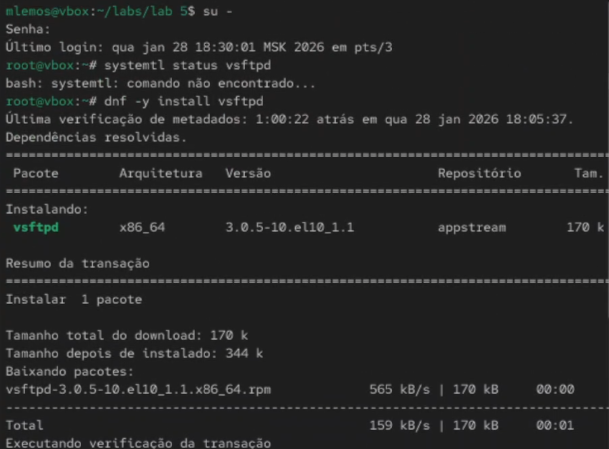 mlemos@vbox:~/labs/lab 5$ su -
Senha:
Último login: qua jan 28 18:30:01 MSK 2026 em pts/3
root@vbox:~# systemtl status vsftpd
bash: systemtl: comando não encontrado...
root@vbox:~# dnf -y install vsftpd
Última verificação de metadados: 1:00:22 atrás em qua 28 jan 2026 18:05:37.
Dependências resolvidas.
================================================================================
Pacote Arquitetura Versão Repositório Tam.
================================================================================
Instalando:
vsftpd x86_64 3.0.5-10.el10_1.1 appstream 170 k
Resumo da transação
================================================================================
Instalar 1 pacote
Tamanho total do download: 170 k
Tamanho depois de instalado: 344 k
Baixando pacotes:
vsftpd-3.0.5-10.el10_1.1.x86_64.rpm 565 kB/s | 170 kB 00:00
--------------------------------------------------------------------------------
Total 159 kB/s | 170 kB 00:01
Executando verificação da transação